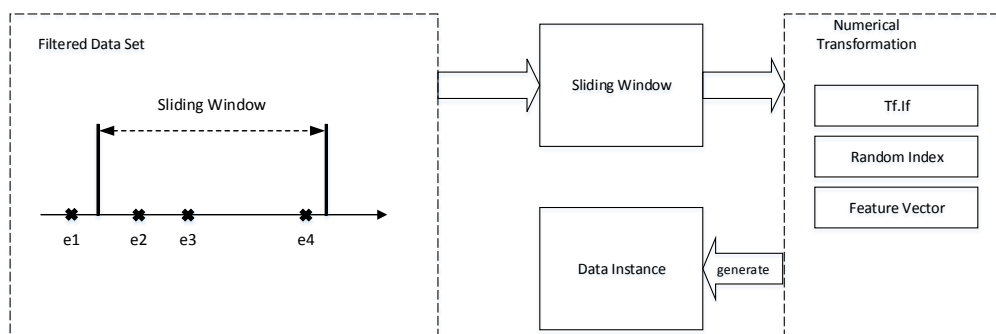 Filtered Data Set
Sliding Window
e1
e2
e3
e4
Sliding Window
Numerical
Transformation
Tf.If
Random Index
Feature Vector
generate
Data Instance